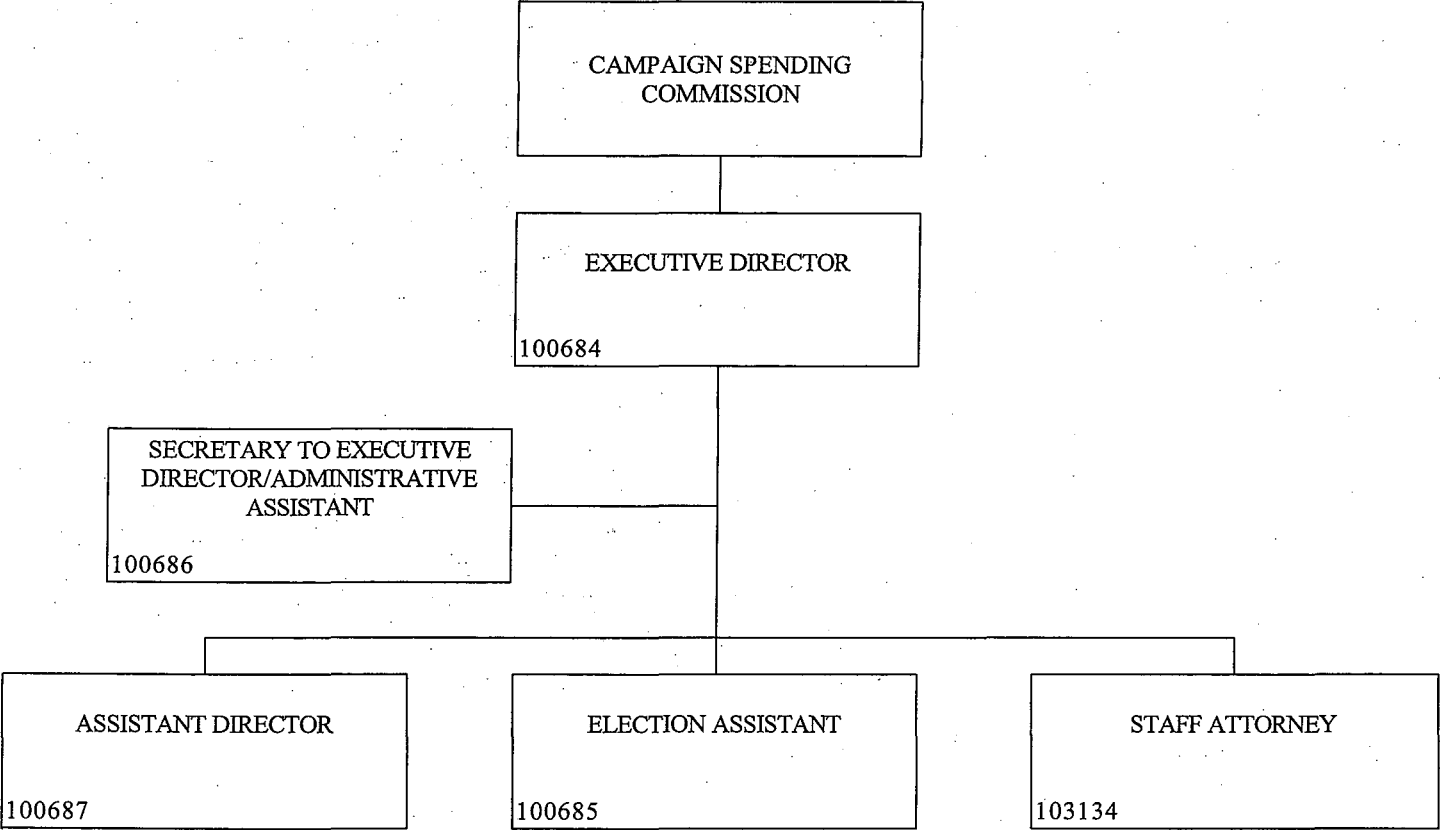 CAMPAIGN SPENDING
COMMISSION
EXECUTIVE DIRECTOR
100684
SECRETARY TO EXECUTIVE
DIRECTOR/ADMINISTRATIVE
ASSISTANT
100686
ASSISTANT DIRECTOR
100687
ELECTION ASSISTANT
100685
STAFF ATTORNEY
103134